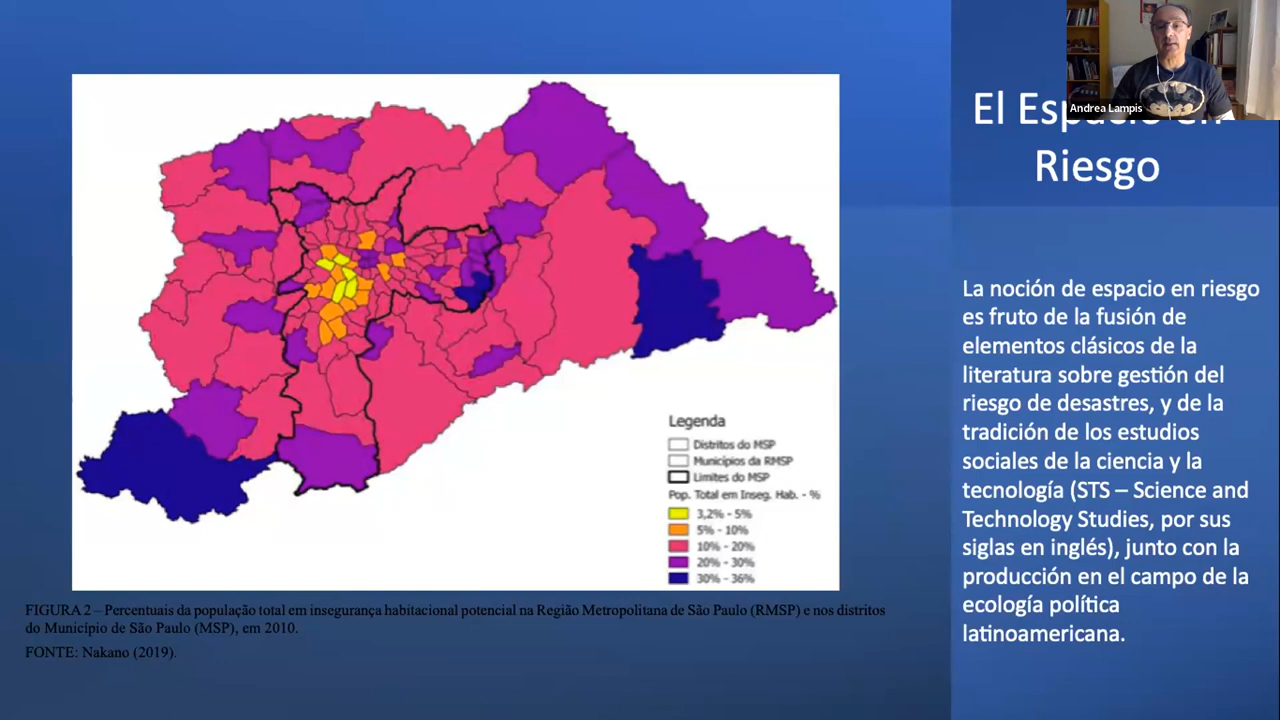 El Espacio en
Riesgo
Andrea Lampis
La noción de espacio en riesgo
es fruto de la fusión de
elementos clásicos de la
literatura sobre gestión del
riesgo de desastres, y de la
tradición de los estudios
sociales de la ciencia y la
tecnología (STS – Science and
Technology Studies, por sus
siglas en inglés), junto con la
producción en el campo de la
ecología política
latinoamericana.
Legenda
Distritos do MSP
Municípios da RMSP
Limites do MSP
Pop. Total em Inseg. Hab. - %
3,2% - 5%
5% - 10%
10% - 20%
20% - 30%
30% - 36%
FIGURA 2 – Percentuais da população total em insegurança habitacional potencial na Região Metropolitana de São Paulo (RMSP) e nos distritos
do Município de São Paulo (MSP), em 2010.
FONTE: Nakano (2019).